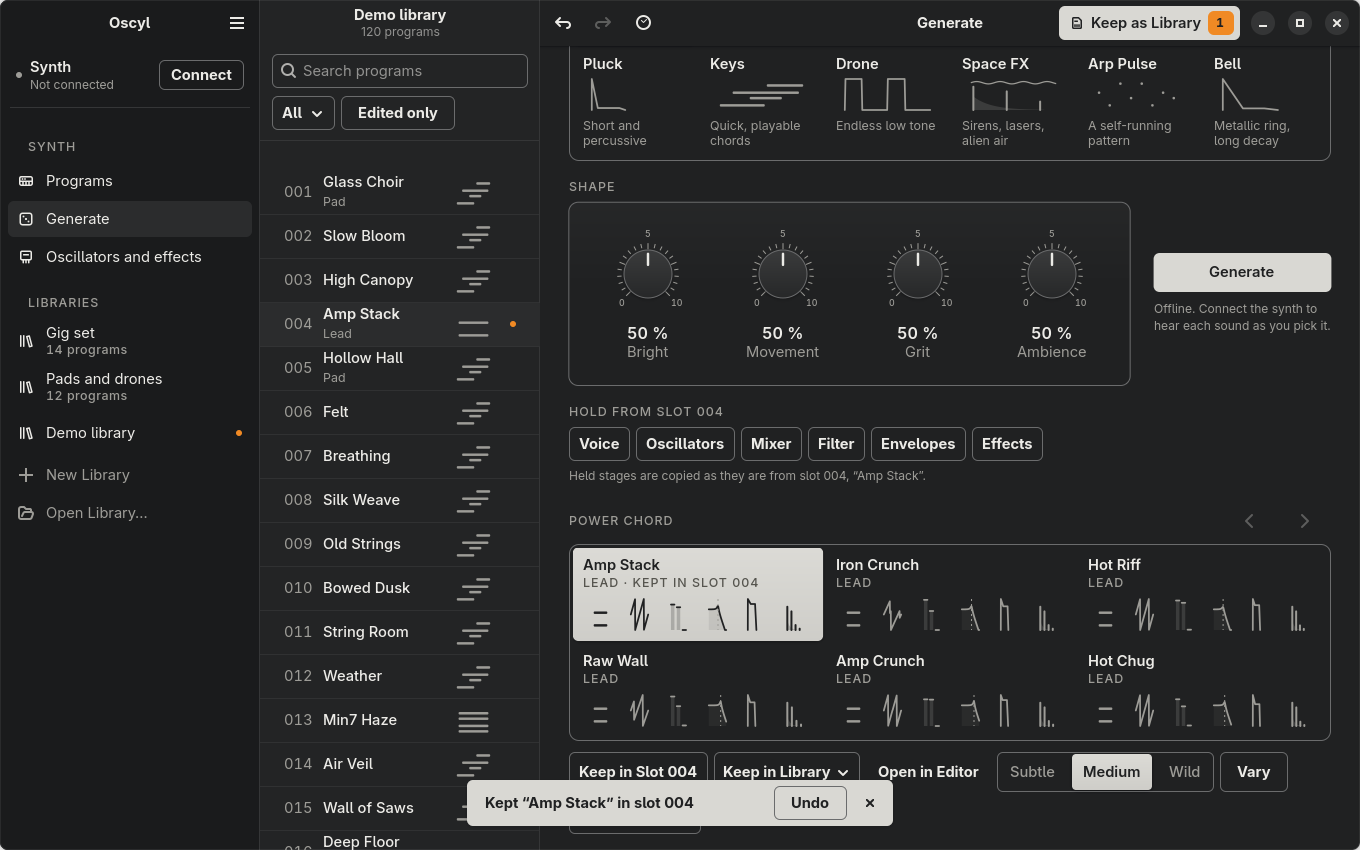 Oscyl
Synth
Not connected
Connect
SYNTH
Programs
Generate
Oscillators and effects
LIBRARIES
Gig set
14 programs
Pads and drones
12 programs
Demo library
New Library
Open Library...
Demo library
120 programs
Search programs
All
Edited only
001 Glass Choir
Pad
002 Slow Bloom
003 High Canopy
004 Amp Stack
Lead
005 Hollow Hall
Pad
006 Felt
007 Breathing
008 Silk Weave
009 Old Strings
010 Bowed Dusk
011 String Room
012 Weather
013 Min7 Haze
014 Air Veil
015 Wall of Saws
016 Deep Floor
Generate
Keep as Library 1
Pluck
Short and
percussive
Keys
Quick, playable
chords
Drone
Endless low tone
Space FX
Sirens, lasers,
alien air
Arp Pulse
A self-running
pattern
Bell
Metallic ring,
long decay
SHAPE
5
0 10
50 %
Bright
5
0 10
50 %
Movement
5
0 10
50 %
Grit
5
0 10
50 %
Ambience
Generate
Offline. Connect the synth to
hear each sound as you pick it.
HOLD FROM SLOT 004
Voice Oscillators Mixer Filter Envelopes Effects
Held stages are copied as they are from slot 004, “Amp Stack”.
POWER CHORD
Amp Stack
LEAD · KEPT IN SLOT 004
Iron Crunch
LEAD
Hot Riff
LEAD
Raw Wall
LEAD
Amp Crunch
LEAD
Hot Chug
LEAD
Keep in Slot 004 Keep in Library Open in Editor Subtle Medium Wild Vary
Kept “Amp Stack” in slot 004 Undo